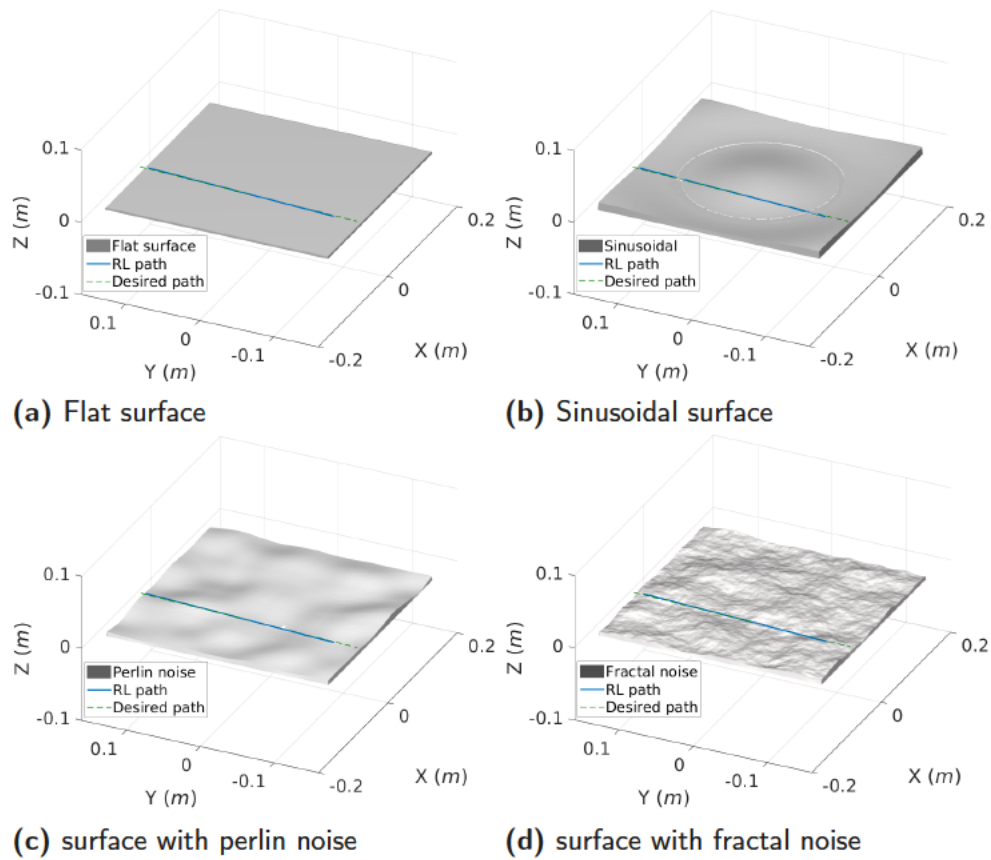 0.1
0
-0.1
Z (m)
Flat surface
RL path
Desired path
0.1
0
-0.1
Y (m)
-0.2
0
0.2
X (m)
(a) Flat surface
0.1
0
-0.1
Z (m)
Sinusoidal
RL path
Desired path
0.1
0
-0.1
Y (m)
-0.2
0
0.2
X (m)
(b) Sinusoidal surface
0.1
0
-0.1
Z (m)
Perlin noise
RL path
Desired path
0.1
0
-0.1
Y (m)
-0.2
0
0.2
X (m)
(c) surface with perlin noise
0.1
0
-0.1
Z (m)
Fractal noise
RL path
Desired path
0.1
0
-0.1
Y (m)
-0.2
0
0.2
X (m)
(d) surface with fractal noise